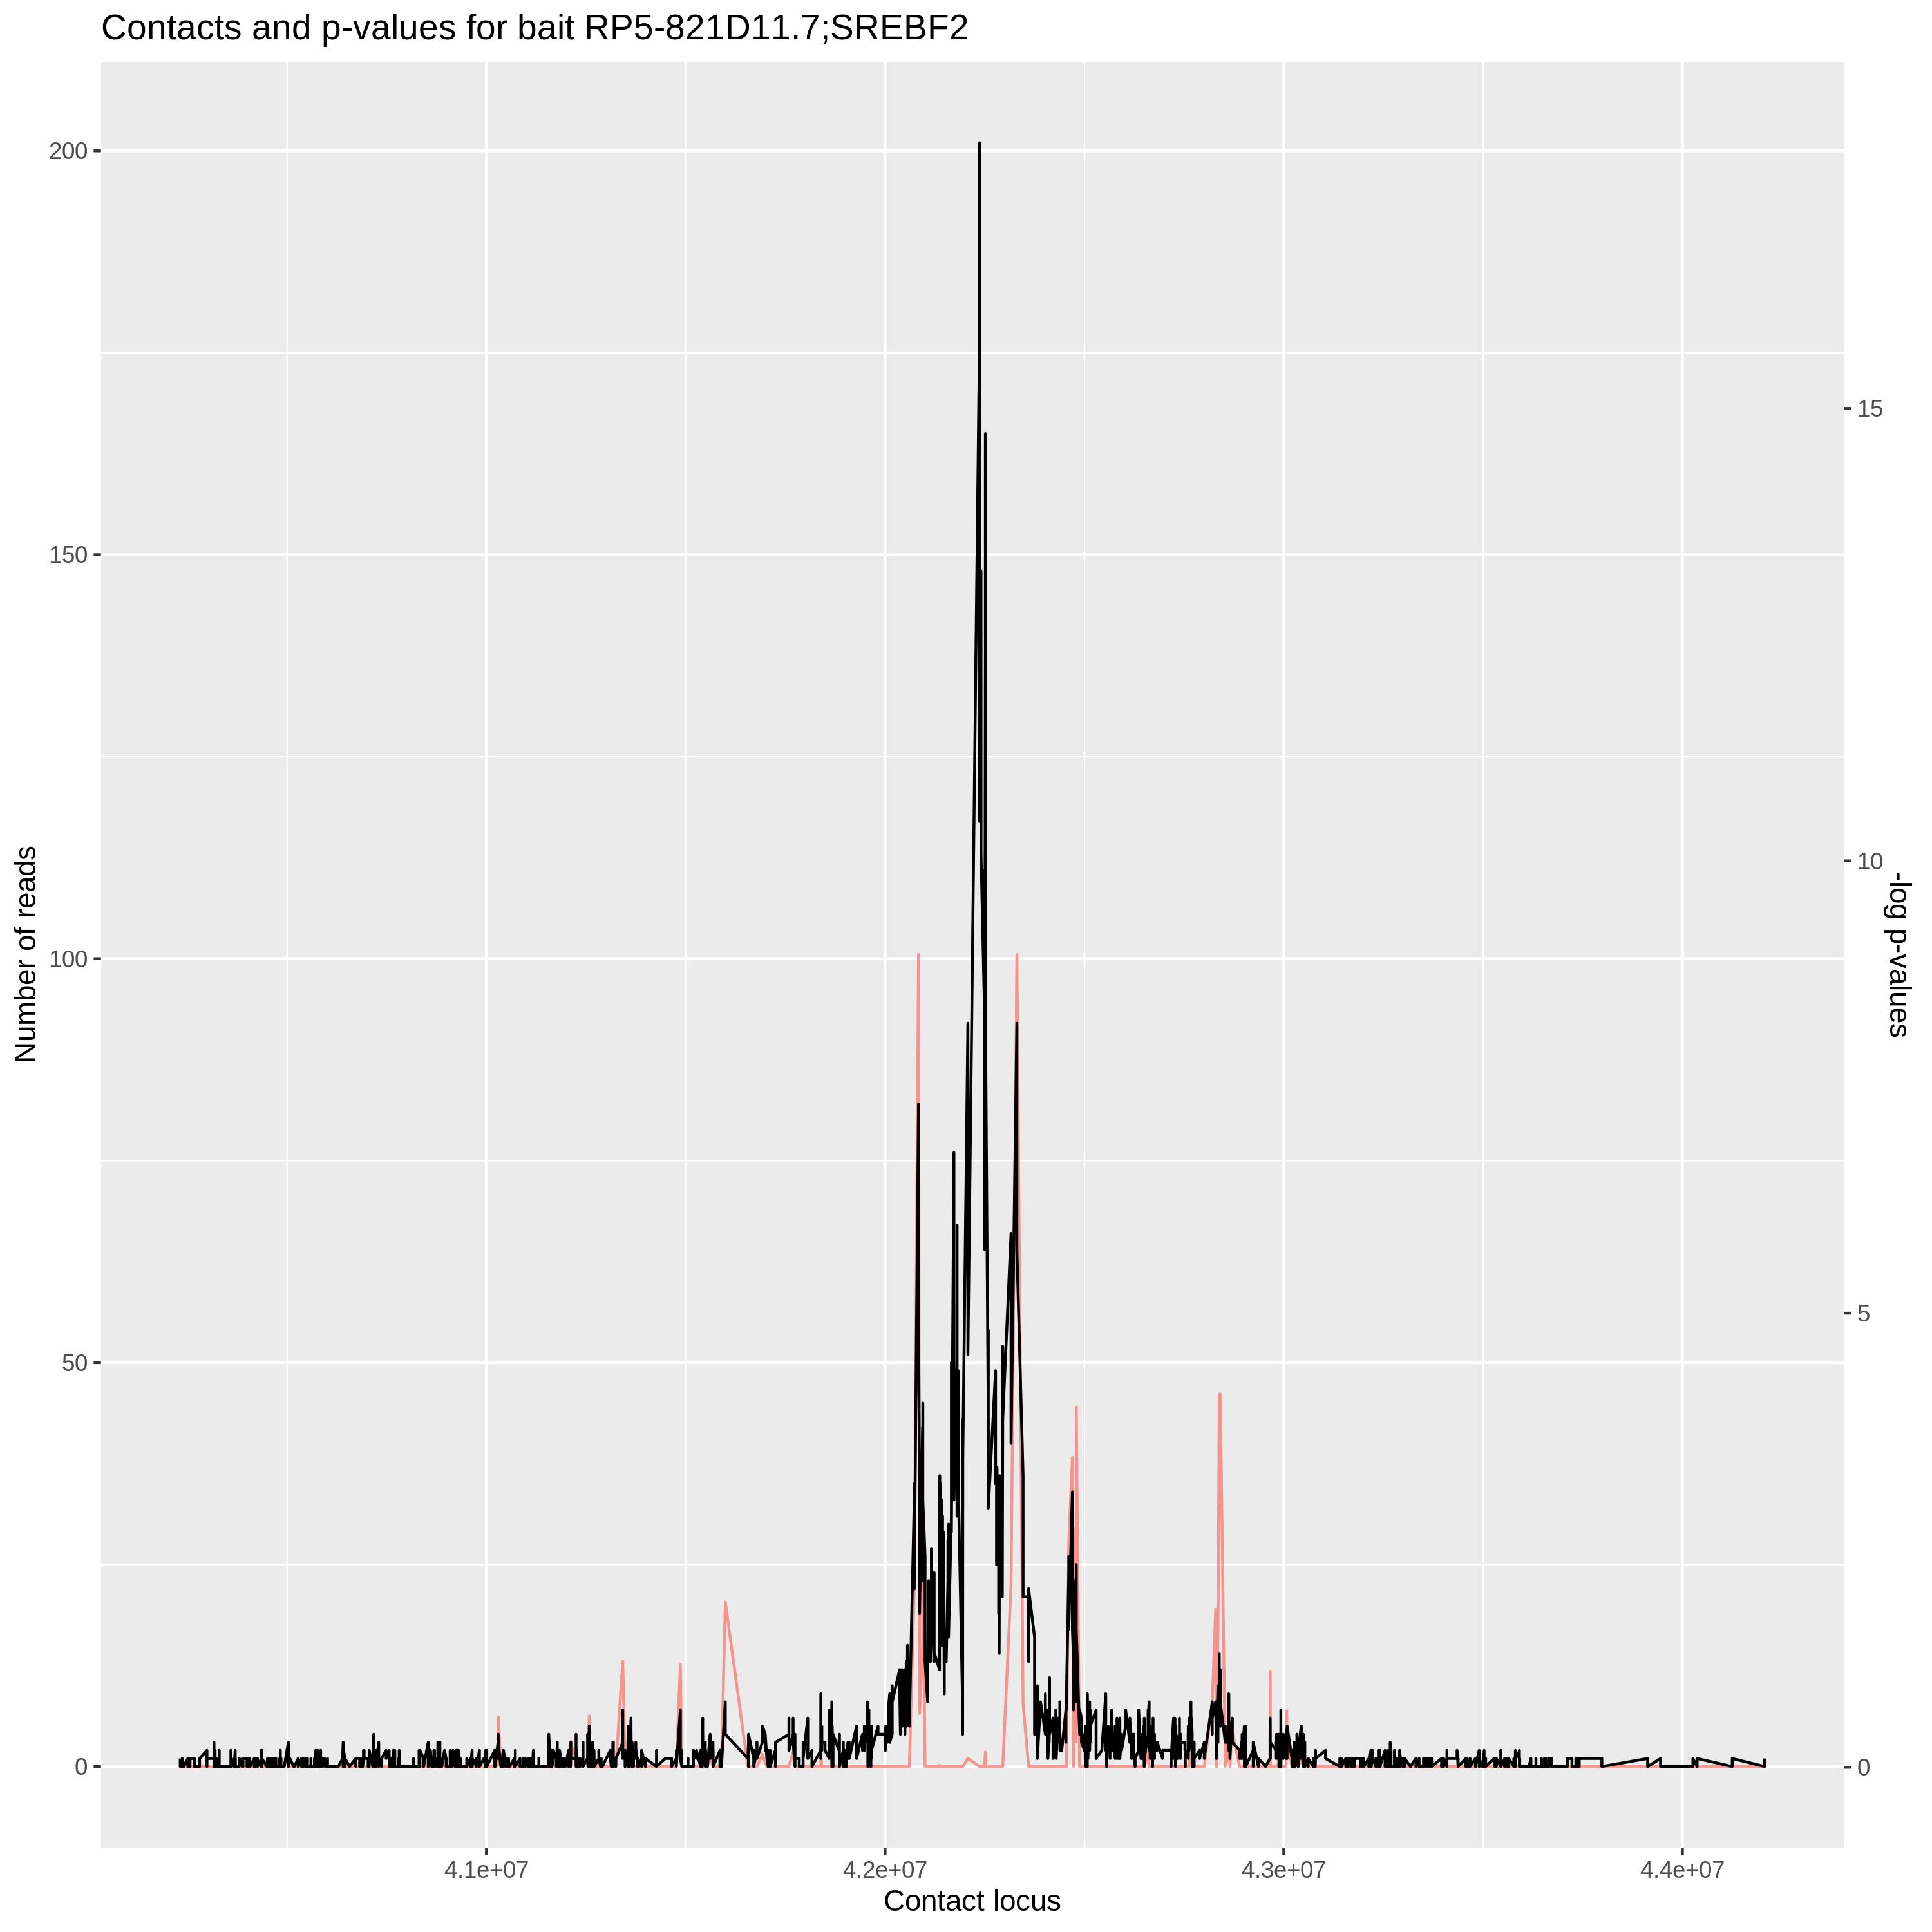 Contacts and p-values for bait RP5-821D11.7;SREBF2
200
150
100
50
0
Number of reads
15
10
5
0
-log p-values
4.1e+07
4.2e+07
4.3e+07
4.4e+07
Contact locus